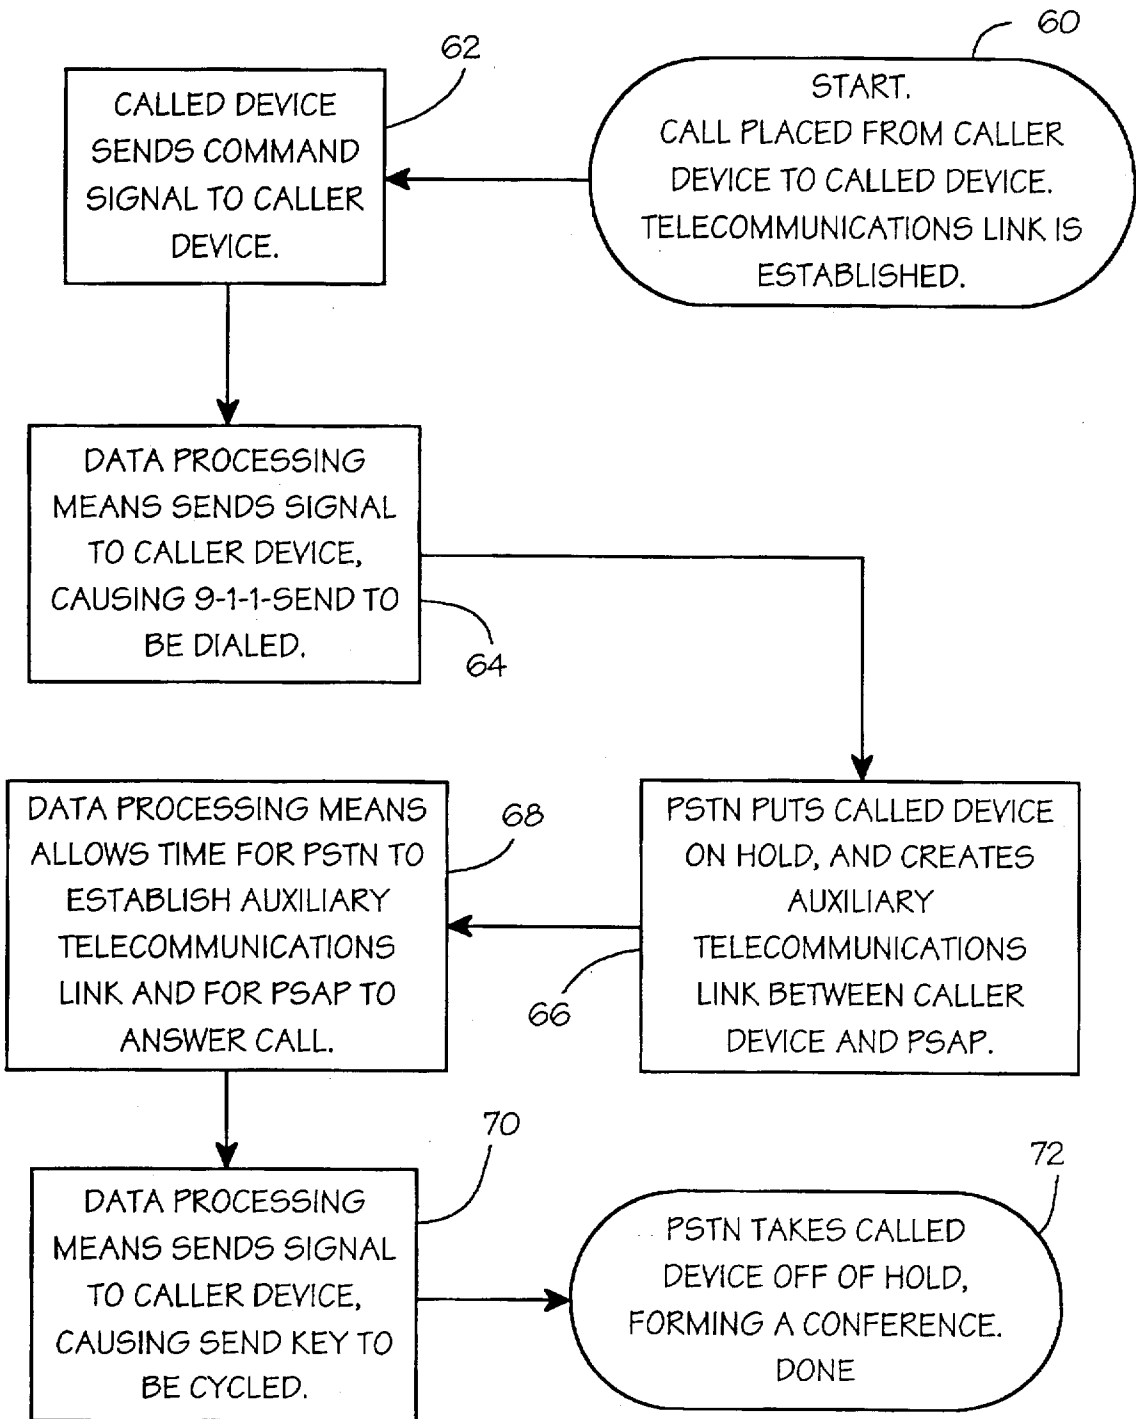 60
START.
CALL PLACED FROM CALLER
DEVICE TO CALLED DEVICE.
TELECOMMUNICATIONS LINK IS
ESTABLISHED.
62
CALLED DEVICE
SENDS COMMAND
SIGNAL TO CALLER
DEVICE.
DATA PROCESSING
MEANS SENDS SIGNAL
TO CALLER DEVICE,
CAUSING 9-1-1-SEND TO
BE DIALED.
64
PSTN PUTS CALLED DEVICE
ON HOLD, AND CREATES
AUXILIARY
TELECOMMUNICATIONS
LINK BETWEEN CALLER
DEVICE AND PSAP.
66
DATA PROCESSING MEANS
ALLOWS TIME FOR PSTN TO
ESTABLISH AUXILIARY
TELECOMMUNICATIONS
LINK AND FOR PSAP TO
ANSWER CALL.
68
70
DATA PROCESSING
MEANS SENDS SIGNAL
TO CALLER DEVICE,
CAUSING SEND KEY TO
BE CYCLED.
72
PSTN TAKES CALLED
DEVICE OFF OF HOLD,
FORMING A CONFERENCE.
DONE